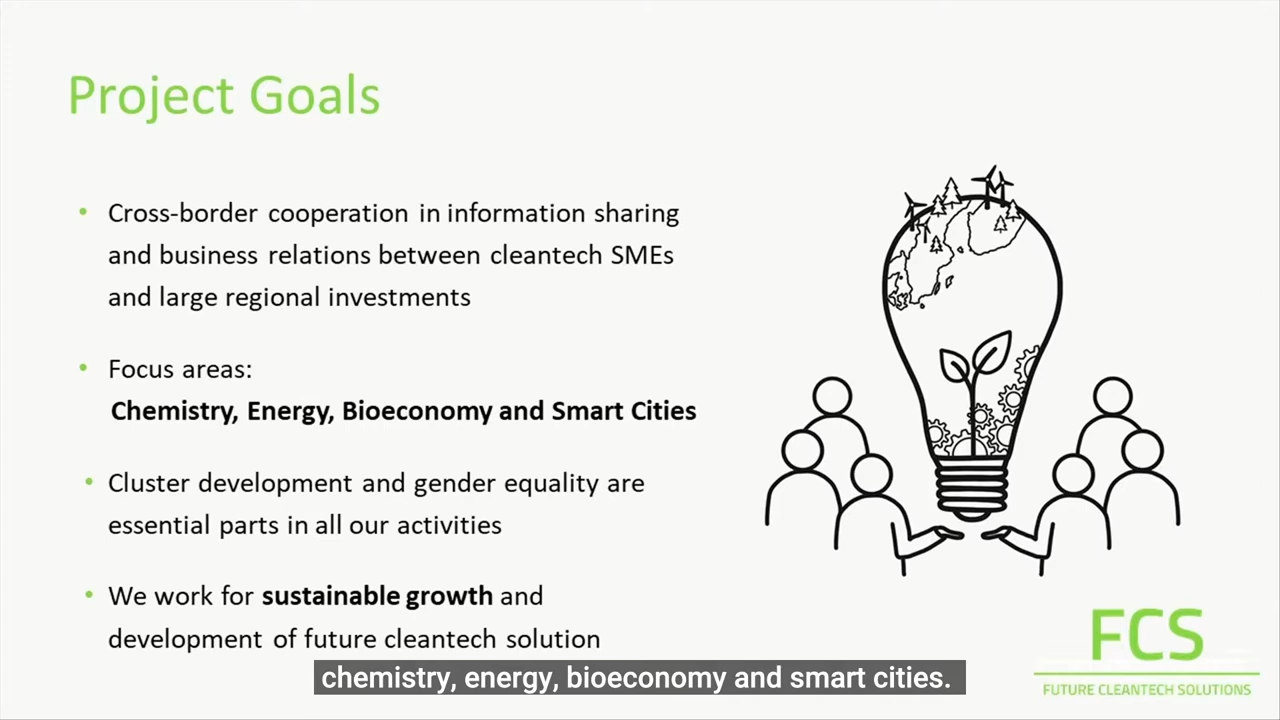 Project Goals
• Cross-border cooperation in information sharing
and business relations between cleantech SMEs
and large regional investments
• Focus areas:
Chemistry, Energy, Bioeconomy and Smart Cities
• Cluster development and gender equality are
essential parts in all our activities
• We work for sustainable growth and
development of future cleantech solution
chemistry, energy, bioeconomy and smart cities.
FCS
FUTURE CLEANTECH SOLUTIONS